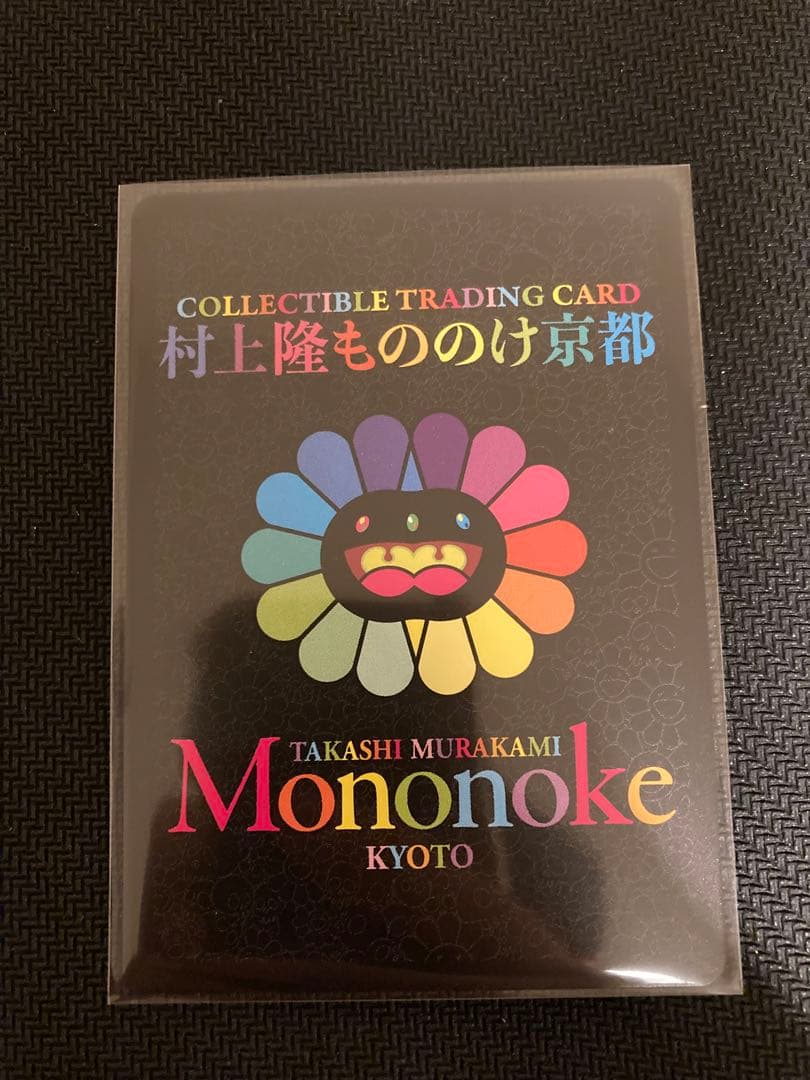 COLLECTIBLE TRADING CARD
村上隆もののけ京都
TAKASHI MURAKAMI
Mononoke
KYOTO